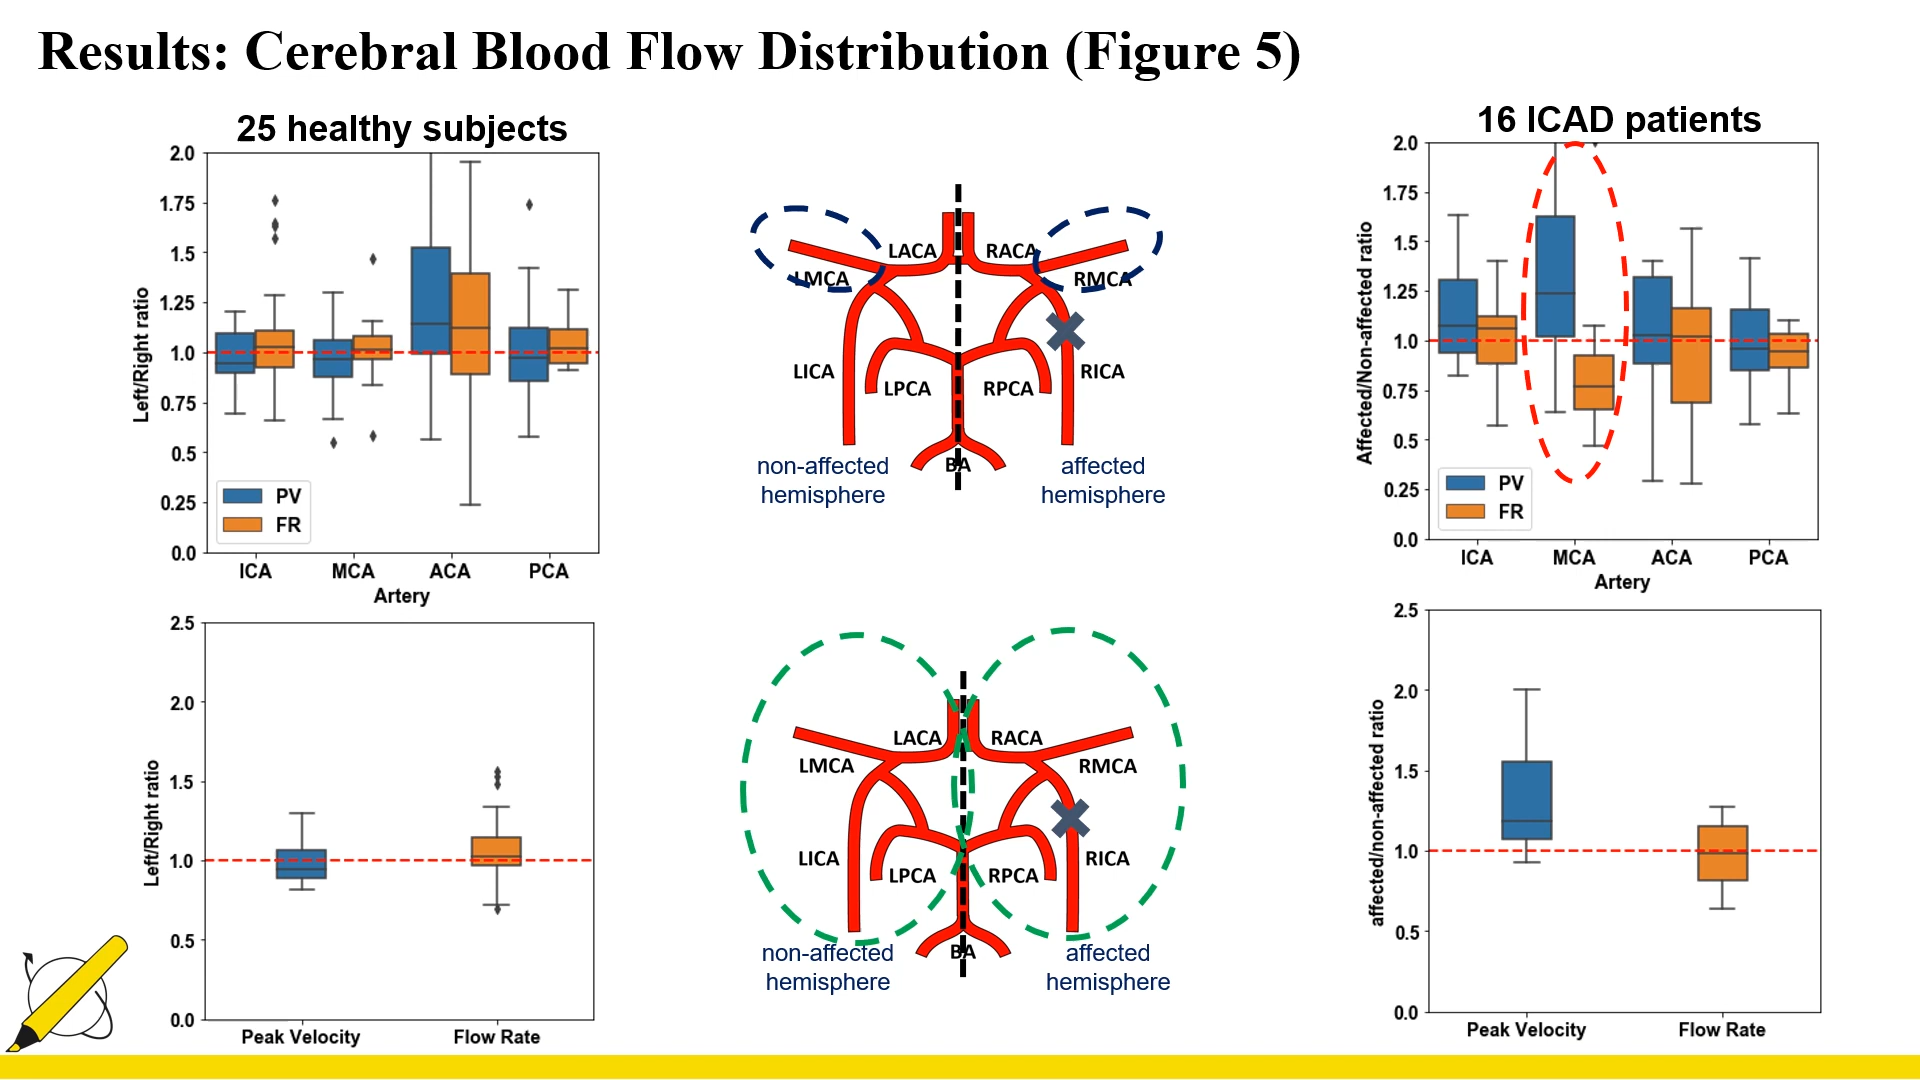 Results: Cerebral Blood Flow Distribution (Figure 5)
25 healthy subjects
2.0
1.75
1.5
1.25
1.0
0.75
0.5
0.25
0.0
Left/Right ratio
PV
FR
ICA
MCA
ACA
PCA
Artery
LACA
RACA
LMCA
RMCA
LICA
RICA
LPCA
RPCA
BA
non-affected
hemisphere
affected
hemisphere
16 ICAD patients
2.0
1.75
1.5
1.25
1.0
0.75
0.5
0.25
0.0
Affected/Non-affected ratio
PV
FR
ICA
MCA
ACA
PCA
Artery
2.5
2.0
1.5
1.0
0.5
0.0
Left/Right ratio
Peak Velocity
Flow Rate
LACA
RACA
LMCA
RMCA
LICA
RICA
LPCA
RPCA
BA
non-affected
hemisphere
affected
hemisphere
2.5
2.0
1.5
1.0
0.5
0.0
affected/non-affected ratio
Peak Velocity
Flow Rate